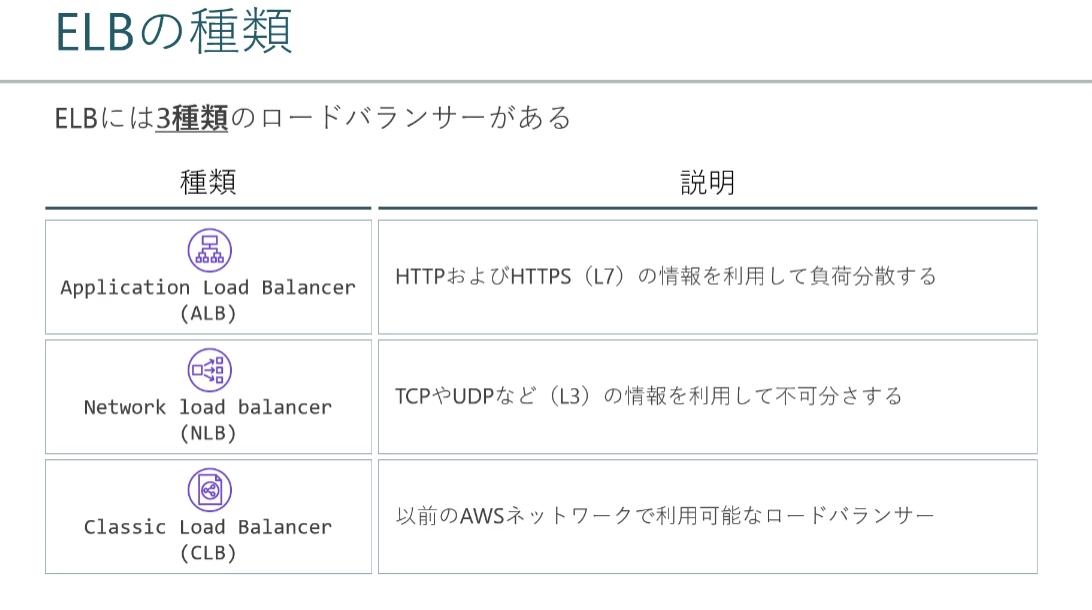 ELBの種類
ELBには3種類のロードバランサーがある
種類
説明
Application Load Balancer
(ALB)
HTTPおよびHTTPS（L7）の情報を利用して負荷分散する
Network load balancer
(NLB)
TCPやUDPなど（L3）の情報を利用して不可分さする
Classic Load Balancer
(CLB)
以前のAWSネットワークで利用可能なロードバランサー